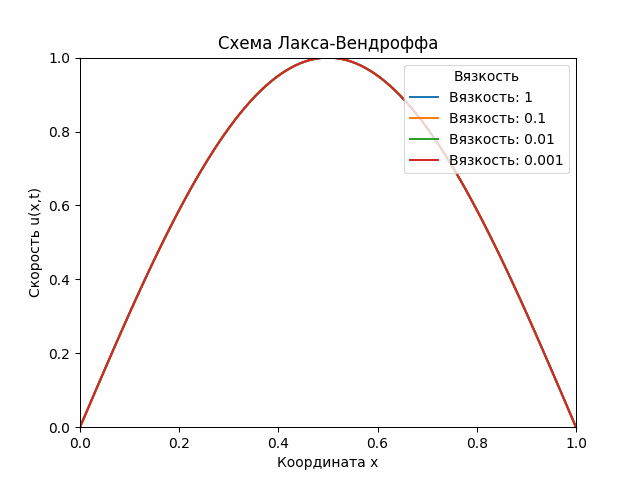 Схема Лакса-Вендроффа
Вязкость
Вязкость: 1
Вязкость: 0.1
Вязкость: 0.01
Вязкость: 0.001
Скорость u(x,t)
1.0
0.8
0.6
0.4
0.2
0.0
0.0 0.2 0.4 0.6 0.8 1.0
Координата x